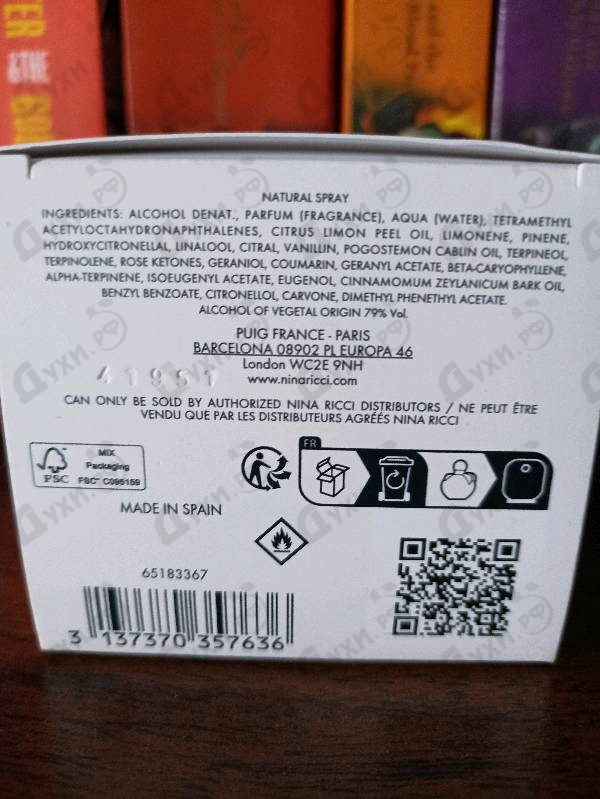 &THE
and the
NATURAL SPRAY
INGREDIENTS: ALCOHOL DENAT., PARFUM (FRAGRANCE), AQUA (WATER), TETRAMETHYL
ACETYLOCTAHYDRONAPHTHALENES, CITRUS LIMON PEEL OIL, LIMONENE, PINENE,
HYDROXYCITRONELLAL, LINALOOL, CITRAL, VANILLIN, POGOSTEMON CABLIN OIL, TERPINEOL,
TERPINOLENE, ROSE KETONES, GERANIOL, COUMARIN, GERANYL ACETATE, BETA-CARYOPHYLLENE,
ALPHA-TERPINENE, ISOEUGENYL ACETATE, EUGENOL, CINNAMOMUM ZEYLANICUM BARK OIL,
BENZYL BENZOATE, CITRONELLOL, CARVONE, DIMETHYL PHENETHYL ACETATE.
ALCOHOL OF VEGETAL ORIGIN 79% Vol.
PUIG FRANCE - PARIS
BARCELONA 08902 PL EUROPA 46
London WC2E 9NH
www.ninaricci.com
41951
CAN ONLY BE SOLD BY AUTHORIZED NINA RICCI DISTRIBUTORS / NE PEUT ÊTRE
VENDU QUE PAR LES DISTRIBUTEURS AGRÉÉS NINA RICCI
FSC
MIX
Packaging
FSC® C095159
FR
MADE IN SPAIN
65183367
3 137370 357636
Духи.рф